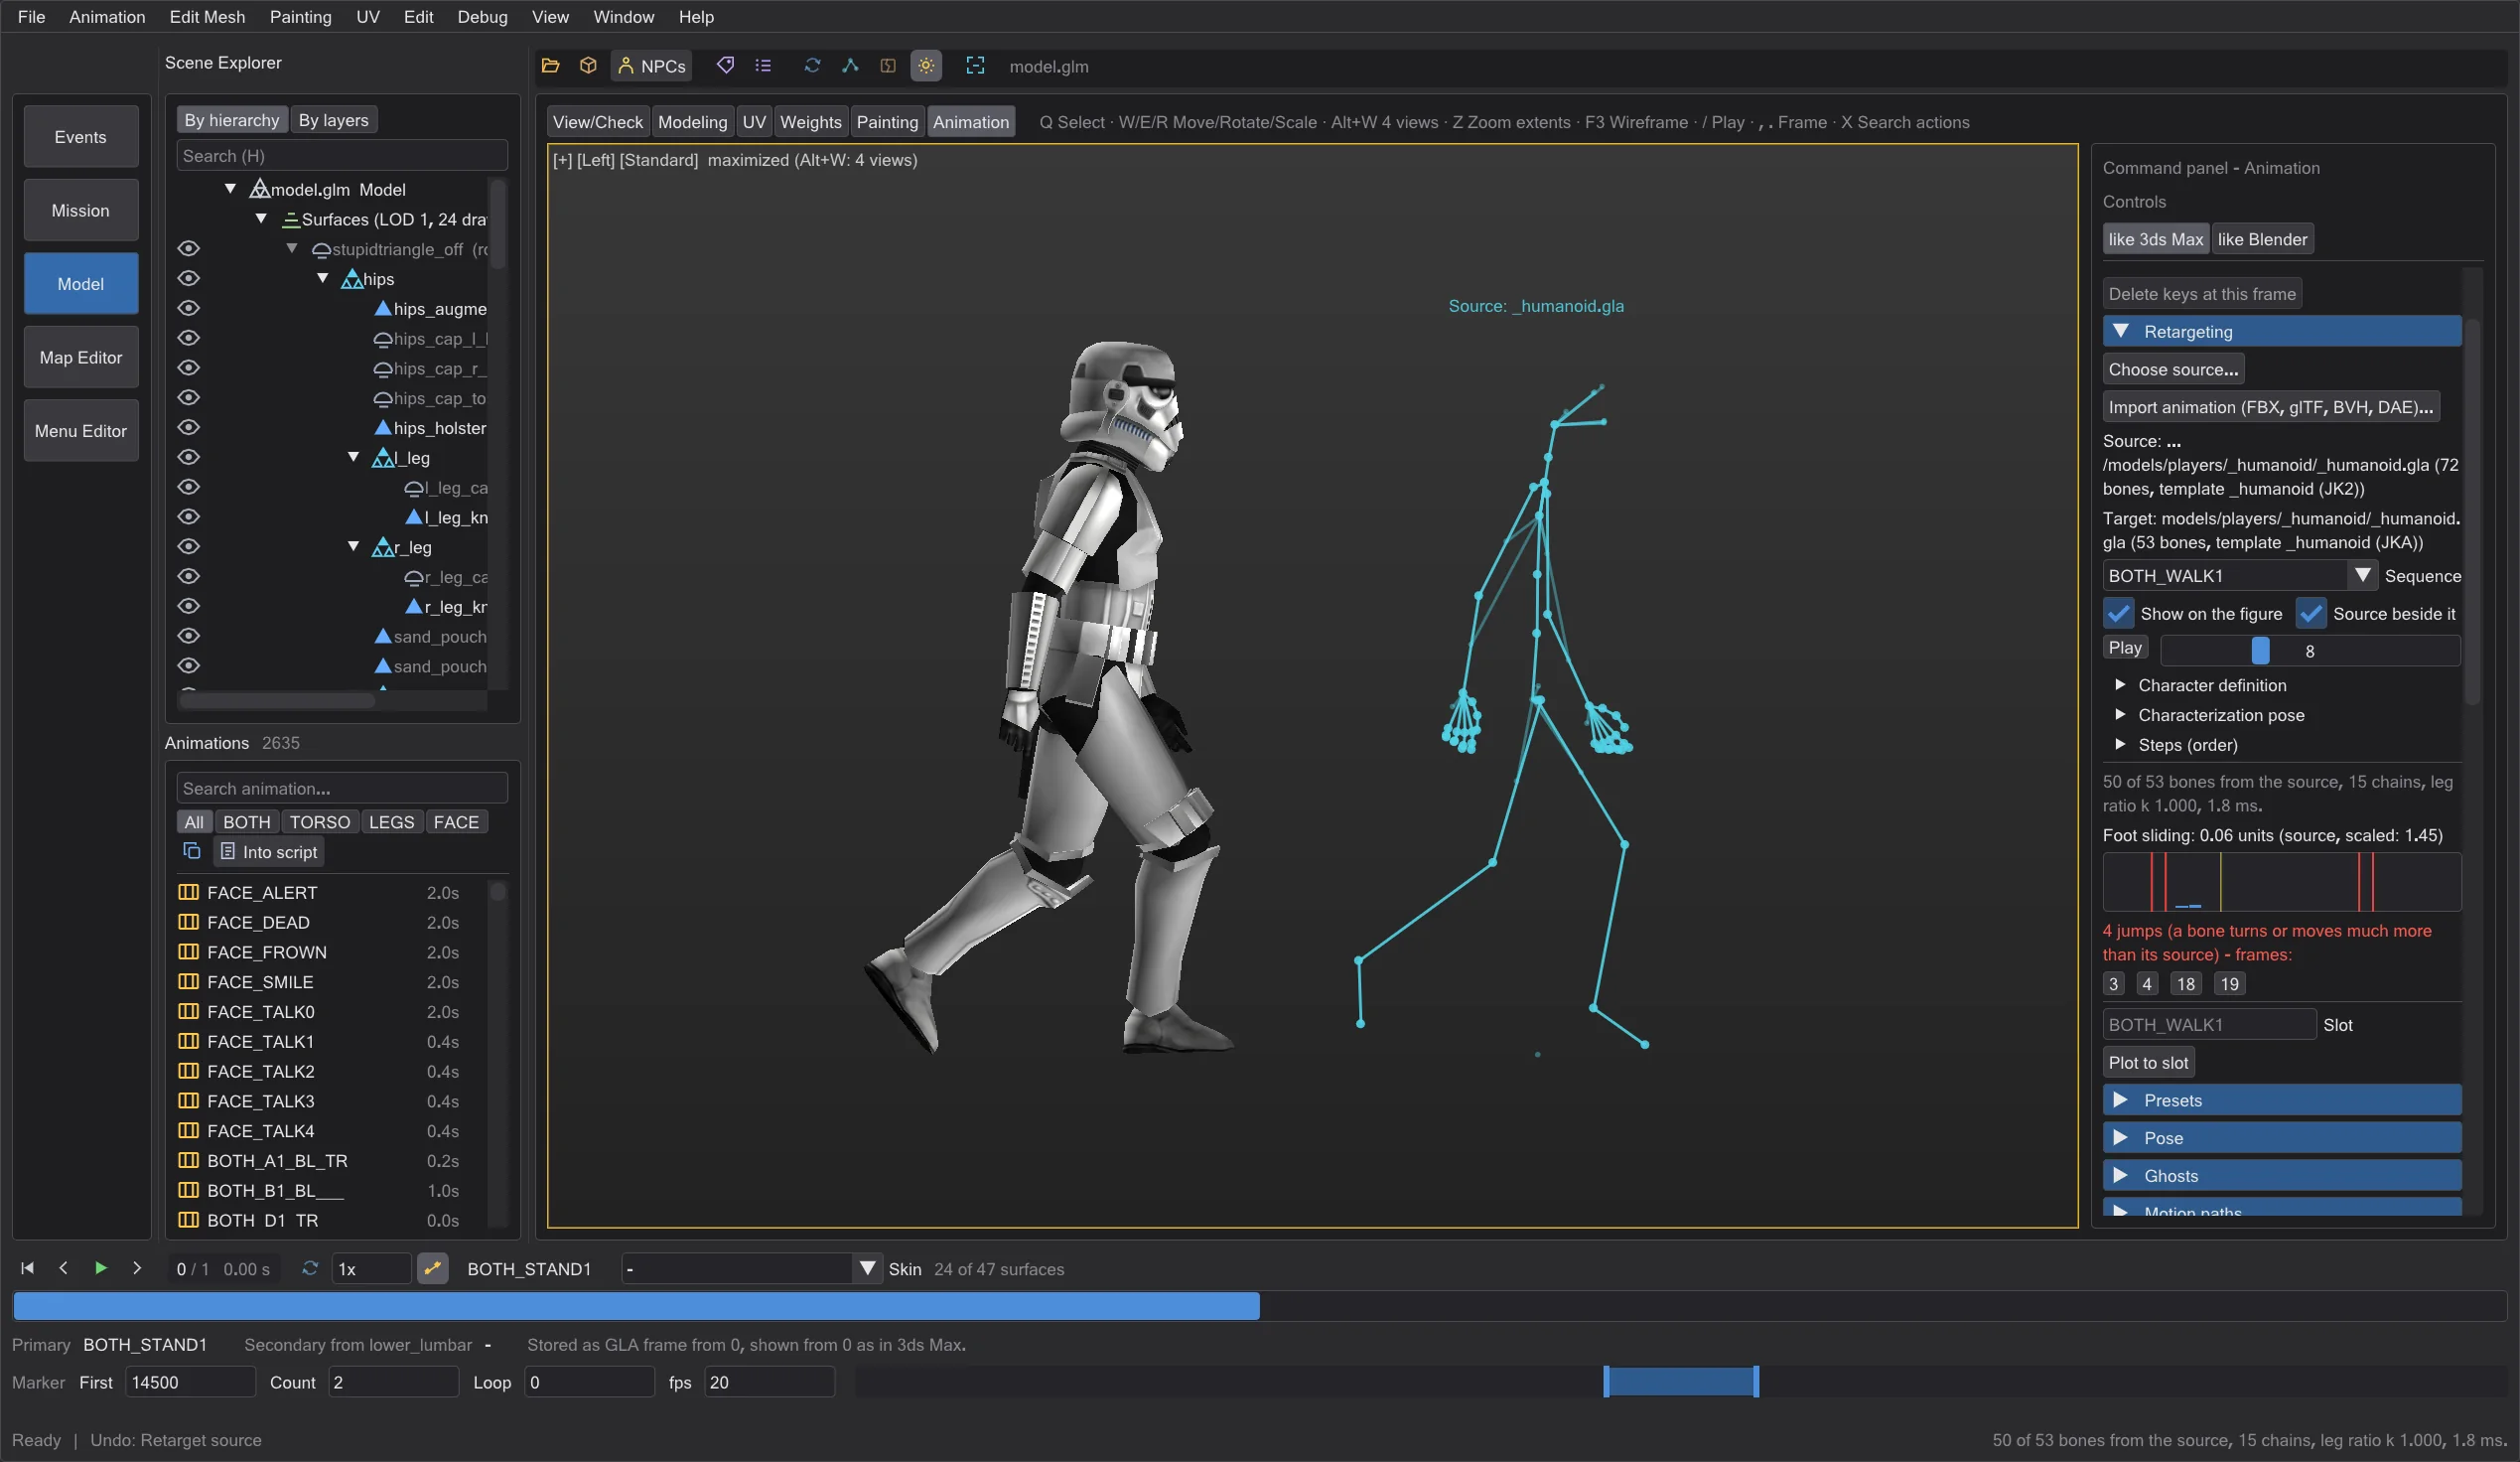 File Animation Edit Mesh Painting UV Edit Debug View Window Help
Scene Explorer
NPCs model.glm
Events
Mission
Model
Map Editor
Menu Editor
By hierarchy By layers
Search (H)
model.glm Model
Surfaces (LOD 1, 24 dra
stupidtriangle_off (ro
hips
hips_augme
hips_cap_l_l
hips_cap_r_
hips_cap_to
hips_holster
l_leg
l_leg_ca
l_leg_kn
r_leg
r_leg_ca
r_leg_kn
sand_pouch
sand_pouch
Animations 2635
Search animation...
All BOTH TORSO LEGS FACE
Into script
FACE_ALERT 2.0s
FACE_DEAD 2.0s
FACE_FROWN 2.0s
FACE_SMILE 2.0s
FACE_TALK0 2.0s
FACE_TALK1 0.4s
FACE_TALK2 0.4s
FACE_TALK3 0.4s
FACE_TALK4 0.4s
BOTH_A1_BL_TR 0.2s
BOTH_B1_BL___ 1.0s
BOTH_D1_TR 0.0s
View/Check Modeling UV Weights Painting Animation Q Select · W/E/R Move/Rotate/Scale · Alt+W 4 views · Z Zoom extents · F3 Wireframe · / Play · , . Frame · X Search actions
[+] [Left] [Standard] maximized (Alt+W: 4 views)
Source: _humanoid.gla
Command panel - Animation
Controls
like 3ds Max like Blender
Delete keys at this frame
Retargeting
Choose source...
Import animation (FBX, glTF, BVH, DAE)...
Source: ...
/models/players/_humanoid/_humanoid.gla (72
bones, template _humanoid (JK2))
Target: models/players/_humanoid/_humanoid.
gla (53 bones, template _humanoid (JKA))
BOTH_WALK1 Sequence
Show on the figure Source beside it
Play 8
Character definition
Characterization pose
Steps (order)
50 of 53 bones from the source, 15 chains, leg
ratio k 1.000, 1.8 ms.
Foot sliding: 0.06 units (source, scaled: 1.45)
4 jumps (a bone turns or moves much more
than its source) - frames:
3 4 18 19
BOTH_WALK1 Slot
Plot to slot
Presets
Pose
Ghosts
Motion paths
0 / 1 0.00 s 1x BOTH_STAND1 - Skin 24 of 47 surfaces
Primary BOTH_STAND1 Secondary from lower_lumbar - Stored as GLA frame from 0, shown from 0 as in 3ds Max.
Marker First 14500 Count 2 Loop 0 fps 20
Ready | Undo: Retarget source
50 of 53 bones from the source, 15 chains, leg ratio k 1.000, 1.8 ms.